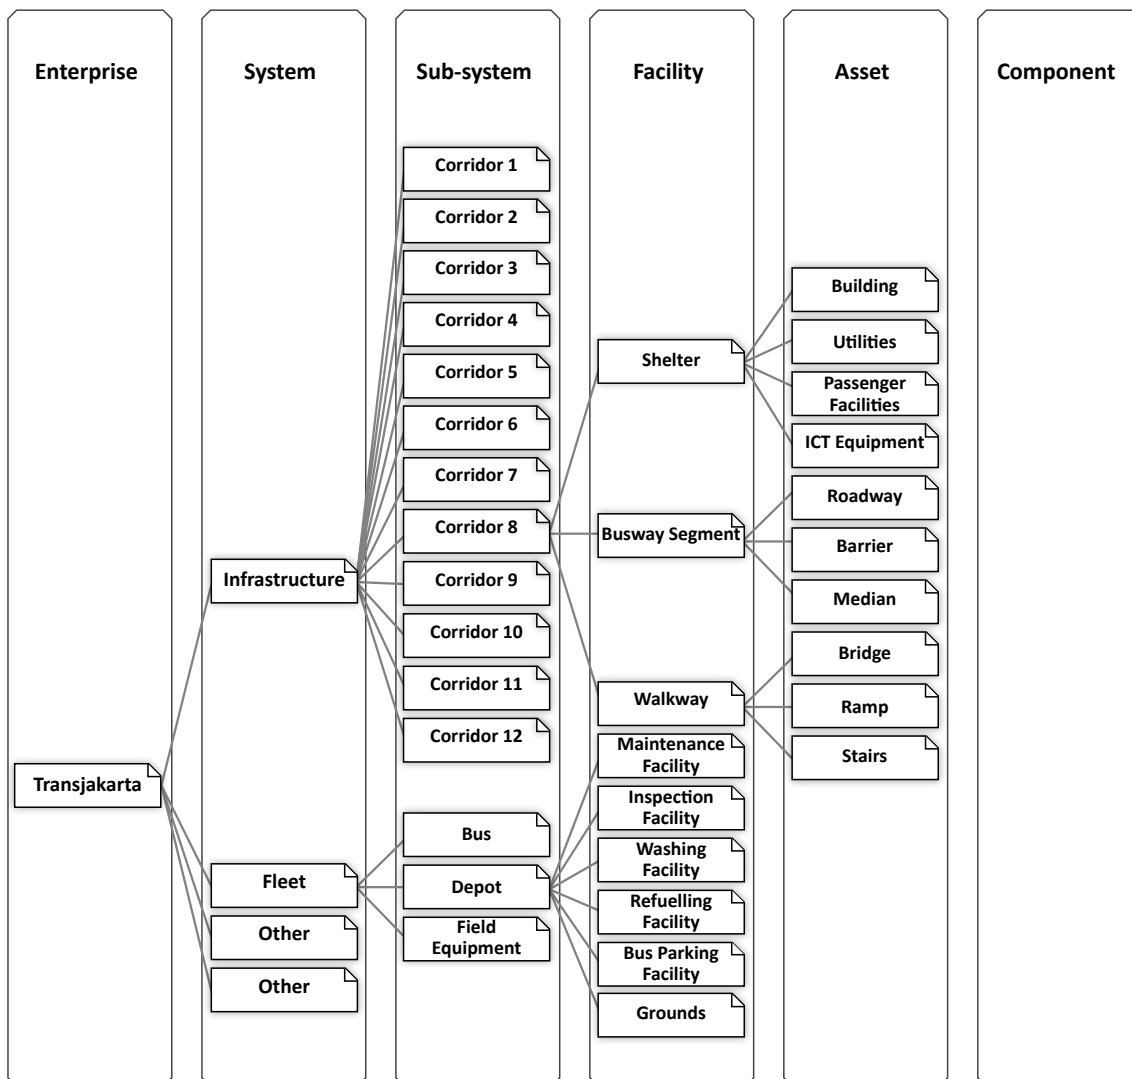 Enterprise
System
Sub-system
Facility
Asset
Component
Transjakarta
Infrastructure
Fleet
Other
Other
Corridor 1
Corridor 2
Corridor 3
Corridor 4
Corridor 5
Corridor 6
Corridor 7
Corridor 8
Corridor 9
Corridor 10
Corridor 11
Corridor 12
Bus
Depot
Field
Equipment
Shelter
Busway Segment
Walkway
Maintenance
Facility
Inspection
Facility
Washing
Facility
Refuelling
Facility
Bus Parking
Facility
Grounds
Building
Utilities
Passenger
Facilities
ICT Equipment
Roadway
Barrier
Median
Bridge
Ramp
Stairs